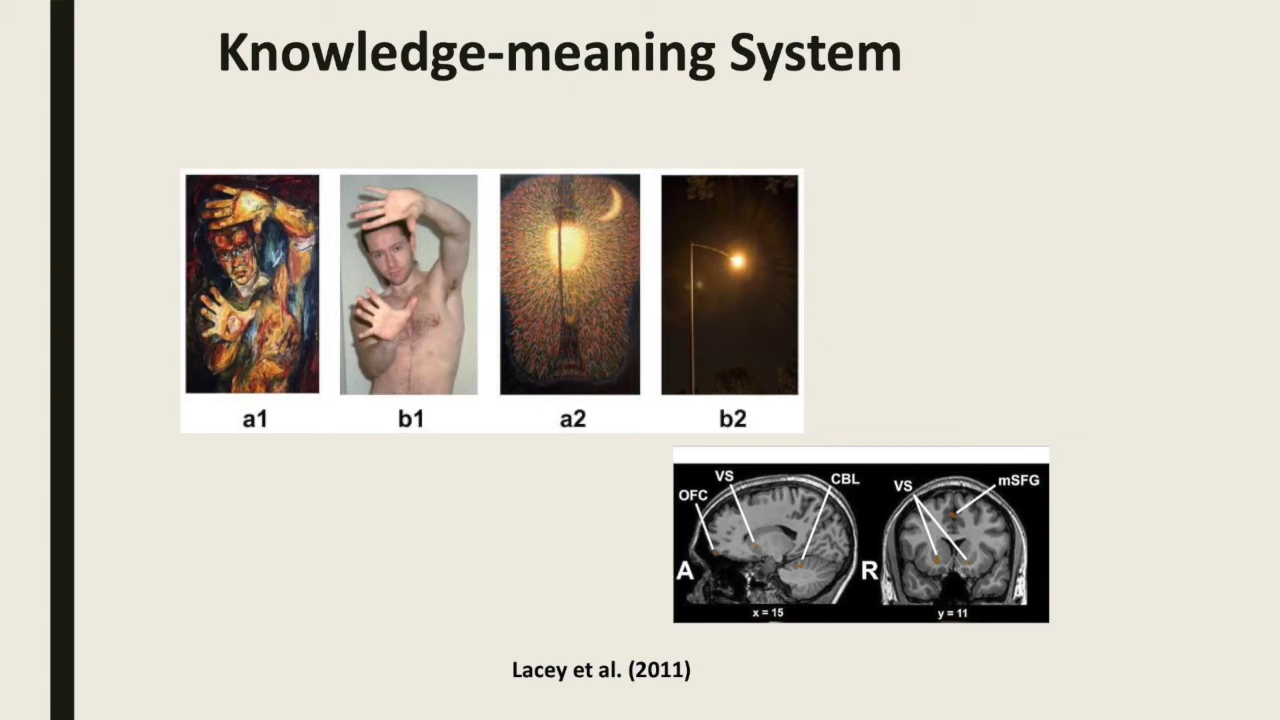 Knowledge-meaning System
a1 b1 a2 b2
VS CBL VS mSFG
OFC
A R
x = 15 y = 11
Lacey et al. (2011)